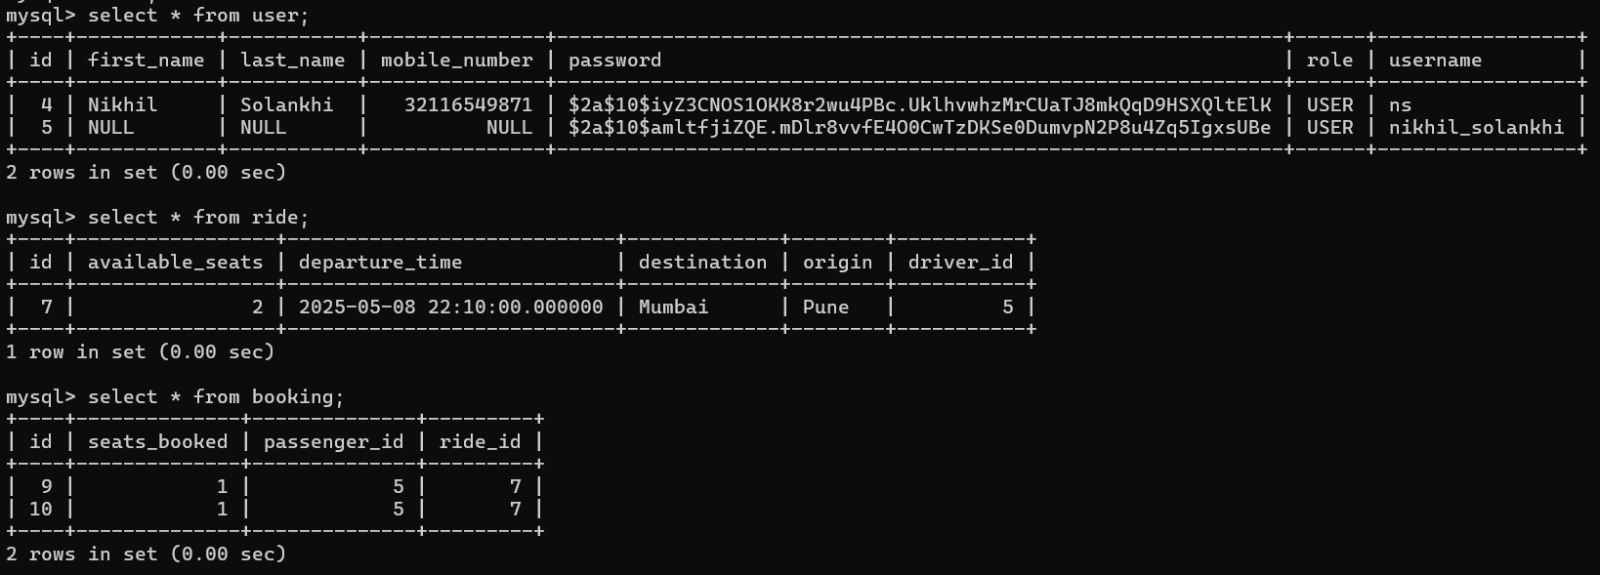 mysql> select * from user;
+----+------------+-----------+---------------+--------------------------------------------------------------+------+-----------------+
| id | first_name | last_name | mobile_number | password                                                     | role | username        |
+----+------------+-----------+---------------+--------------------------------------------------------------+------+-----------------+
|  4 | Nikhil     | Solankhi  |   32116549871 | $2a$10$iyZ3CNOS1OKK8r2wu4PBc.UklhvwhzMrCUaTJ8mkQqD9HSXQltElK | USER | ns              |
|  5 | NULL       | NULL      |          NULL | $2a$10$amltfjiZQE.mDlr8vvfE4O0CwTzDKSe0DumvpN2P8u4Zq5IgxsUBe | USER | nikhil_solankhi |
+----+------------+-----------+---------------+--------------------------------------------------------------+------+-----------------+
2 rows in set (0.00 sec)
mysql> select * from ride;
+----+-----------------+----------------------------+-------------+--------+-----------+
| id | available_seats | departure_time             | destination | origin | driver_id |
+----+-----------------+----------------------------+-------------+--------+-----------+
|  7 |               2 | 2025-05-08 22:10:00.000000 | Mumbai      | Pune   |         5 |
+----+-----------------+----------------------------+-------------+--------+-----------+
1 row in set (0.00 sec)
mysql> select * from booking;
+----+--------------+--------------+---------+
| id | seats_booked | passenger_id | ride_id |
+----+--------------+--------------+---------+
|  9 |            1 |            5 |       7 |
| 10 |            1 |            5 |       7 |
+----+--------------+--------------+---------+
2 rows in set (0.00 sec)